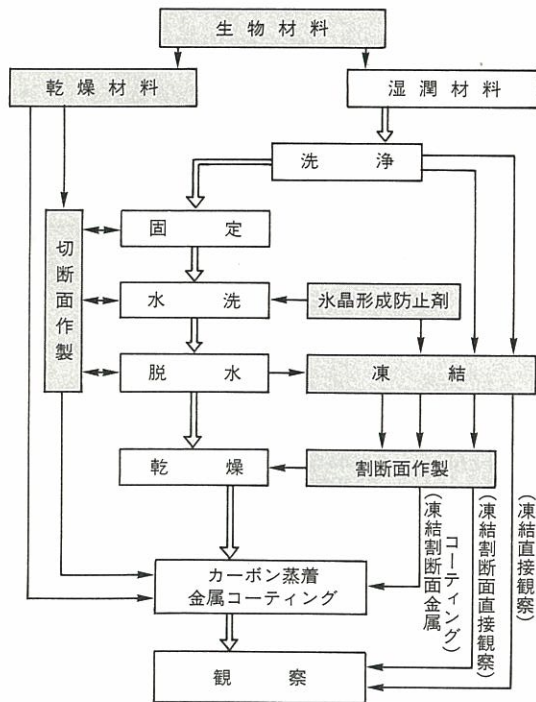 生物材料
乾燥材料
湿潤材料
洗浄
固定
切断面作製
水洗
氷晶形成防止剤
脱水
凍結
乾燥
割断面作製
カーボン蒸着
金属コーティング
(凍結割断面金属
コーティング)
(凍結割断面直接観察)
(凍結直接観察)
観察